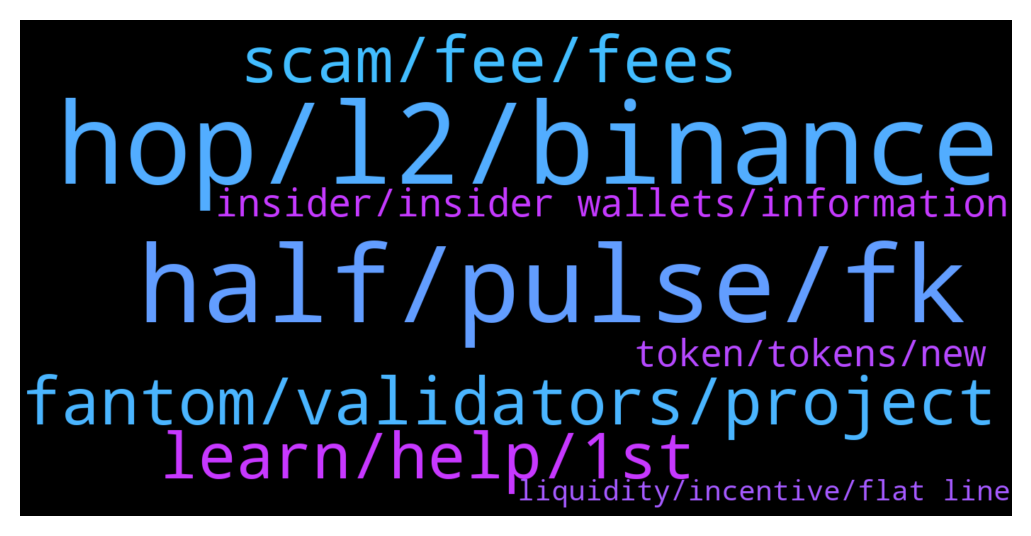 scam/fee/fees
hop/l2/binance
insider/insider wallets/information
half/pulse/fk
token/tokens/new
fantom/validators/project
learn/help/1st
liquidity/incentive/flat line